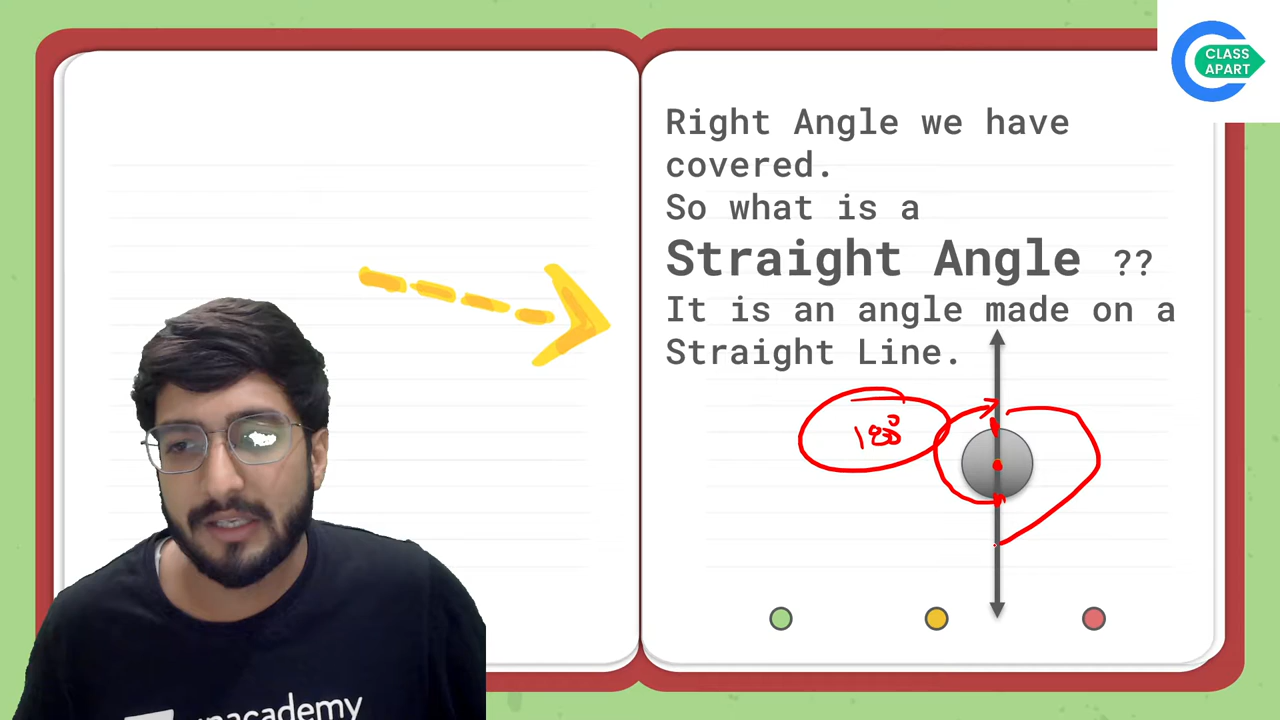 CLASS
APART
Right Angle we have
covered.
So what is a
Straight Angle ??
It is an angle made on a
Straight Line.
180°
unacademy